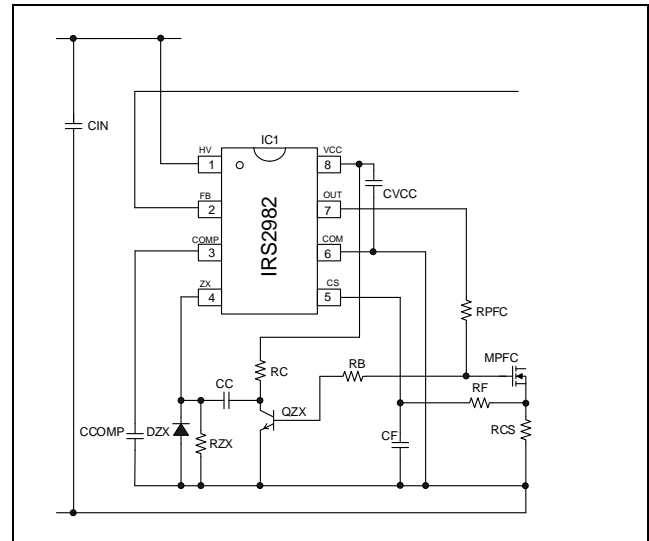 CIN
IC1
HV
VCC
1
8
CVCC
FB
OUT
2
7
IRS2982
COMP
COM
3
6
ZX
CS
4
5
RPFC
MPFC
RC
RB
RF
CC
QZX
RCS
CCOMP
DZX
RZX
CF